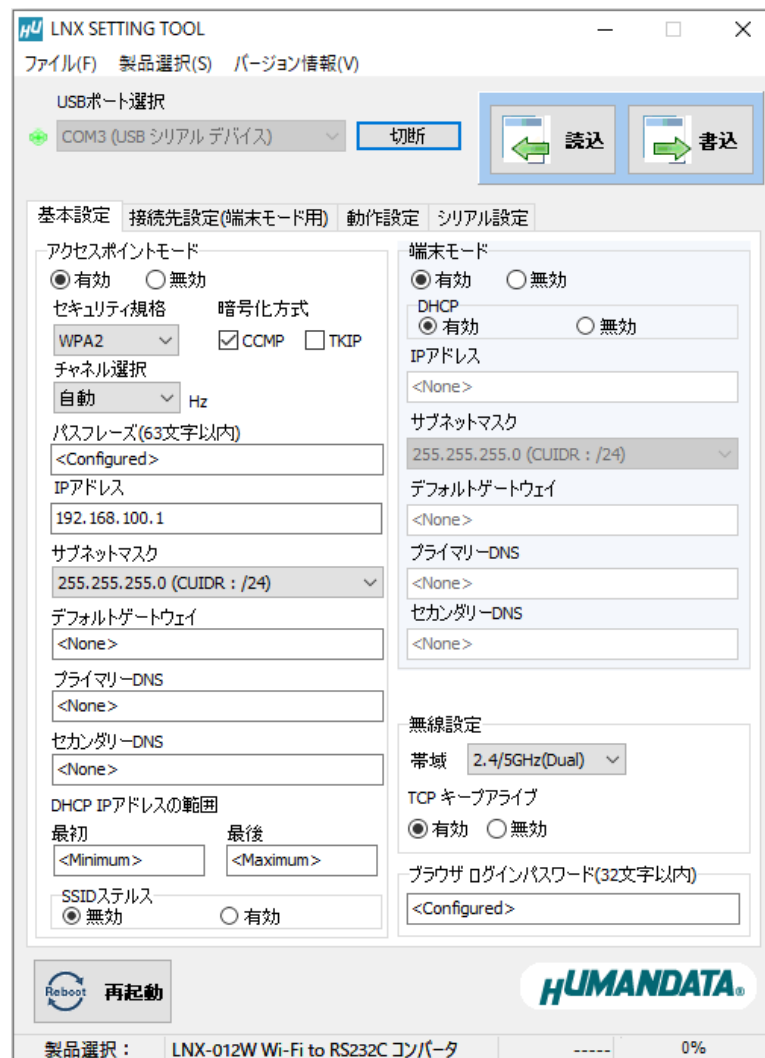 HU LNX SETTING TOOL
ファイル(F) 製品選択(S) バージョン情報(V)
USBポート選択
COM3 (USB シリアル デバイス)
切断
読込
書込
基本設定 接続先設定(端末モード用) 動作設定 シリアル設定
アクセスポイントモード
有効 無効
セキュリティ規格 暗号化方式
WPA2 CCMP TKIP
チャネル選択
自動 Hz
パスフレーズ(63文字以内)
<Configured>
IPアドレス
192.168.100.1
サブネットマスク
255.255.255.0 (CUIDR : /24)
デフォルトゲートウェイ
<None>
プライマリーDNS
<None>
セカンダリーDNS
<None>
DHCP IPアドレスの範囲
最初 最後
<Minimum> <Maximum>
SSIDステルス
無効 有効
端末モード
有効 無効
DHCP
有効 無効
IPアドレス
<None>
サブネットマスク
255.255.255.0 (CUIDR : /24)
デフォルトゲートウェイ
<None>
プライマリーDNS
<None>
セカンダリーDNS
<None>
無線設定
帯域 2.4/5GHz(Dual)
TCP キープアライブ
有効 無効
ブラウザ ログインパスワード(32文字以内)
<Configured>
Reboot 再起動
HUMANDATA®
製品選択： LNX-012W Wi-Fi to RS232C コンバータ ----- 0%